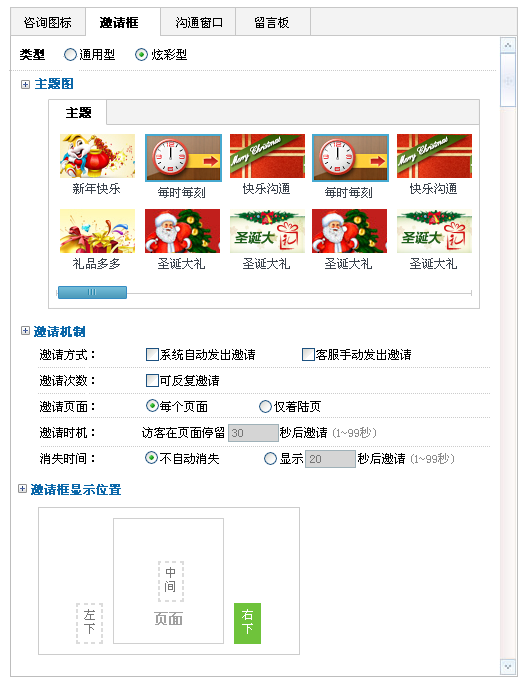 咨询图标 邀请框 沟通窗口 留言板
类型 通用型 炫彩型
主题图
主题
Merry Christmas
新年快乐 每时每刻 快乐沟通 每时每刻 快乐沟通
圣诞大礼 圣诞大礼
礼品多多 圣诞大礼 圣诞大礼 圣诞大礼 圣诞大礼
邀请机制
邀请方式： 系统自动发出邀请 客服手动发出邀请
邀请次数： 可反复邀请
邀请页面： 每个页面 仅着陆页
邀请时机： 访客在页面停留 30 秒后邀请 (1~99秒)
消失时间： 不自动消失 显示 20 秒后邀请 (1~99秒)
邀请框显示位置
中间
左下 页面 右下